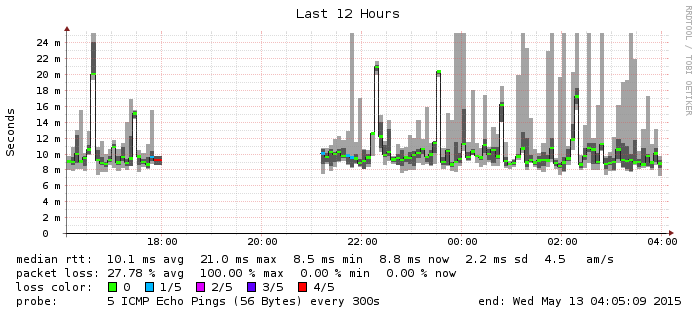 Last 12 Hours
RRDTOOL / TOBI OETIKER
Seconds
24 m
22 m
20 m
18 m
16 m
14 m
12 m
10 m
8 m
6 m
4 m
2 m
0
18:00 20:00 22:00 00:00 02:00 04:00
median rtt: 10.1 ms avg 21.0 ms max 8.5 ms min 8.8 ms now 2.2 ms sd 4.5 am/s
packet loss: 27.78 % avg 100.00 % max 0.00 % min 0.00 % now
loss color: 0 1/5 2/5 3/5 4/5
probe: 5 ICMP Echo Pings (56 Bytes) every 300s end: Wed May 13 04:05:09 2015